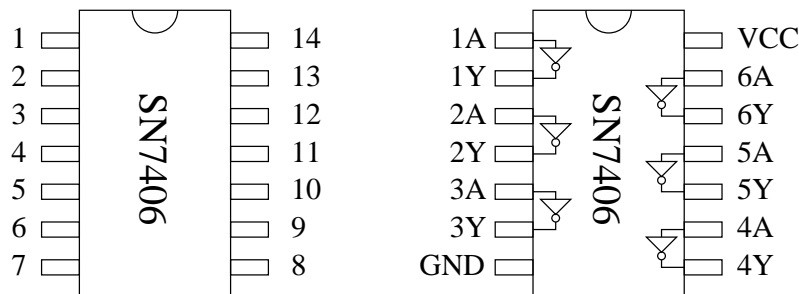 1 14
2 13
3 12
4 11
5 10
6 9
7 8
SN7406
1A VCC
1Y 6A
2A 6Y
2Y 5A
3A 5Y
3Y 4A
GND 4Y
SN7406